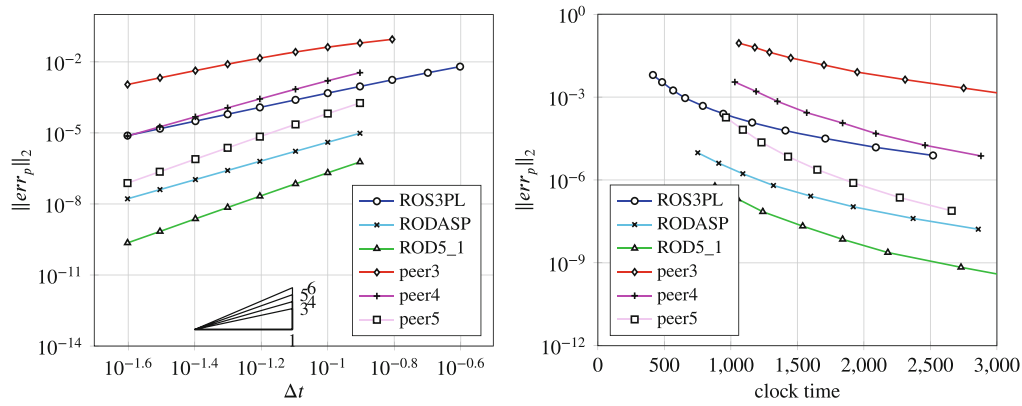 10^{-2}
10^{-5}
10^{-8}
10^{-11}
10^{-14}
||err_p||_2
10^{-1.6}
10^{-1.4}
10^{-1.2}
10^{-1}
10^{-0.8}
10^{-0.6}
Δt
ROS3PL
RODASP
ROD5_1
peer3
peer4
peer5
6
5
4
3
1
10^0
10^{-3}
10^{-6}
10^{-9}
10^{-12}
||err_p||_2
0
500
1,000
1,500
2,000
2,500
3,000
clock time
ROS3PL
RODASP
ROD5_1
peer3
peer4
peer5